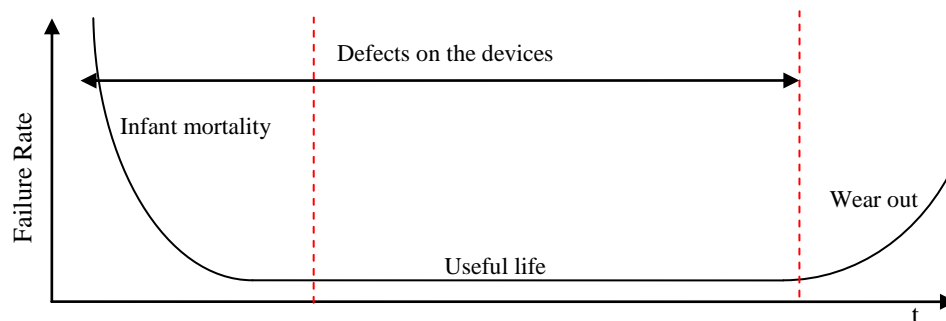 Defects on the devices
Infant mortality
Failure Rate
Wear out
Useful life
t